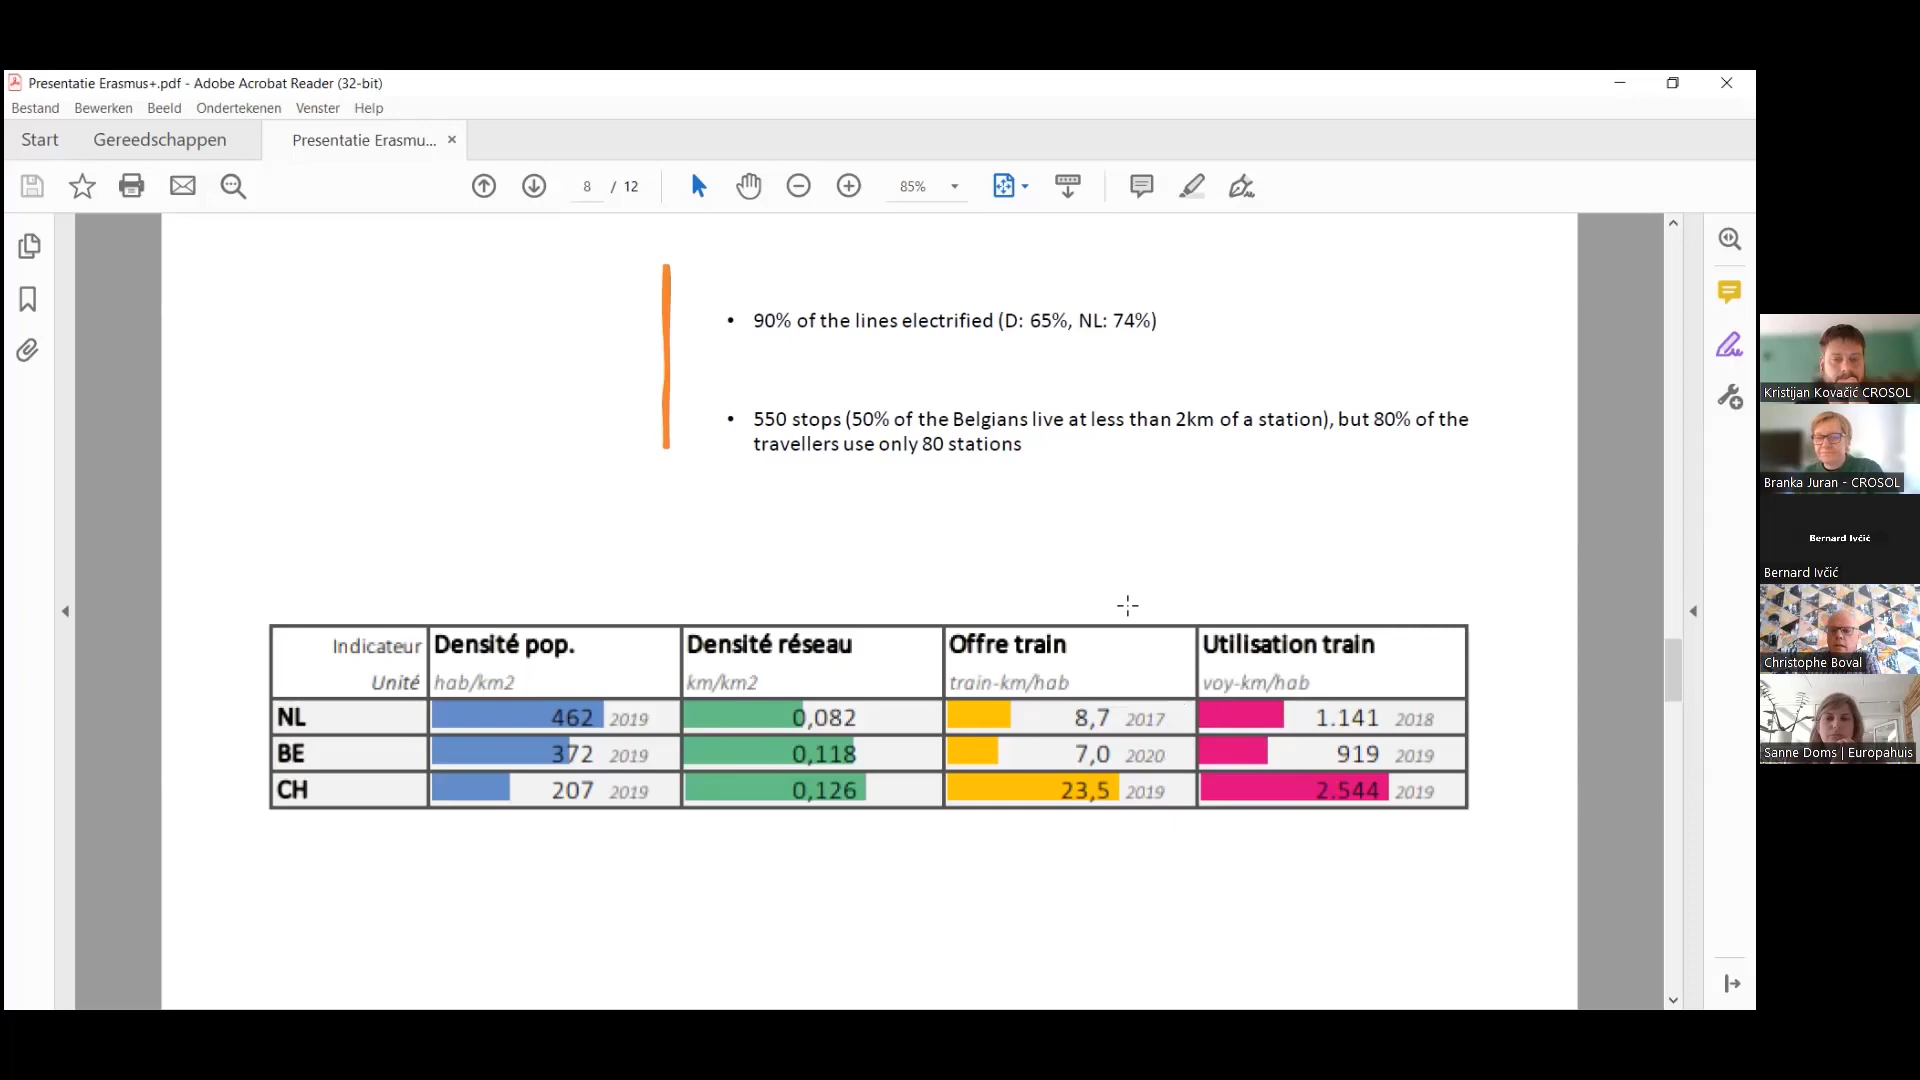 Presentatie Erasmus+.pdf - Adobe Acrobat Reader (32-bit)
Bestand Bewerken Beeld Ondertekenen Venster Help
Start Gereedschappen Presentatie Erasmu... ×
8 / 12 85%
• 90% of the lines electrified (D: 65%, NL: 74%)
• 550 stops (50% of the Belgians live at less than 2km of a station), but 80% of the
travellers use only 80 stations
Indicateur Densité pop. Densité réseau Offre train Utilisation train
Unité hab/km2 km/km2 train-km/hab voy-km/hab
NL 462 2019 0,082 8,7 2017 1.141 2018
BE 372 2019 0,118 7,0 2020 919 2019
CH 207 2019 0,126 23,5 2019 2.544 2019
Kristijan Kovačić CROSOL
Branka Juran - CROSOL
Bernard Ivčić
Bernard Ivčić
Christophe Boval
Sanne Doms | Europahuis